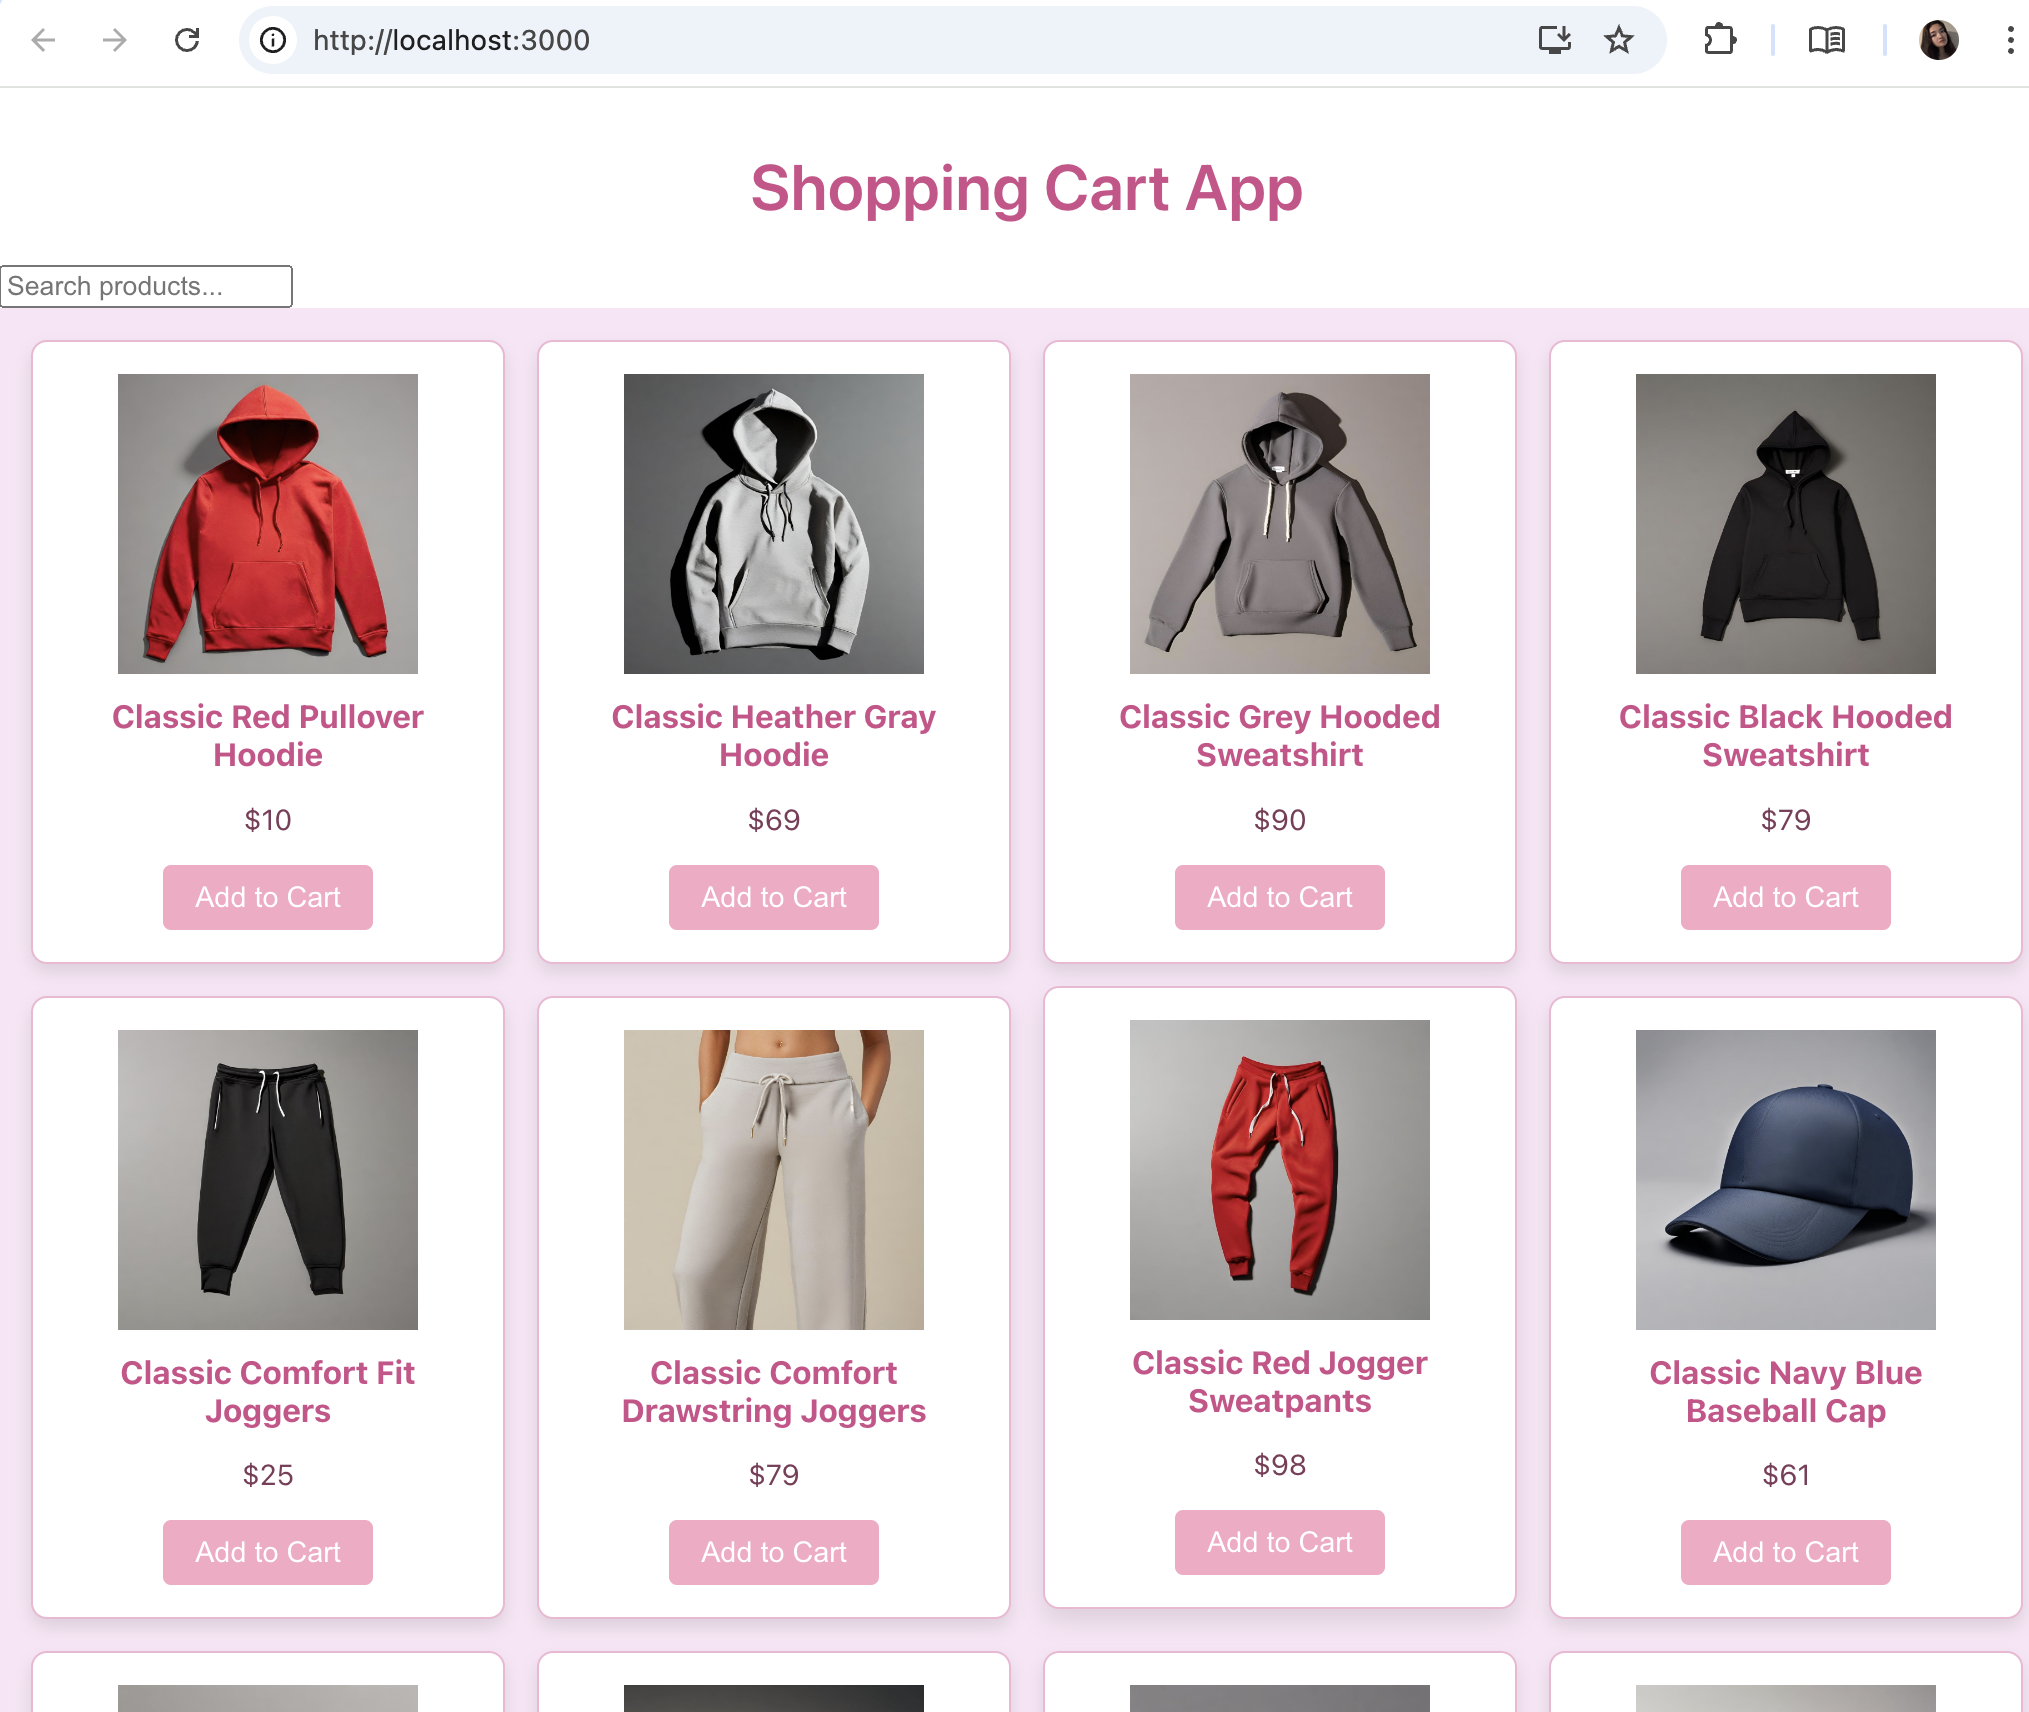 http://localhost:3000
Shopping Cart App
Search products...
Classic Red Pullover
Hoodie
$10
Add to Cart
Classic Heather Gray
Hoodie
$69
Add to Cart
Classic Grey Hooded
Sweatshirt
$90
Add to Cart
Classic Black Hooded
Sweatshirt
$79
Add to Cart
Classic Comfort Fit
Joggers
$25
Add to Cart
Classic Comfort
Drawstring Joggers
$79
Add to Cart
Classic Red Jogger
Sweatpants
$98
Add to Cart
Classic Navy Blue
Baseball Cap
$61
Add to Cart